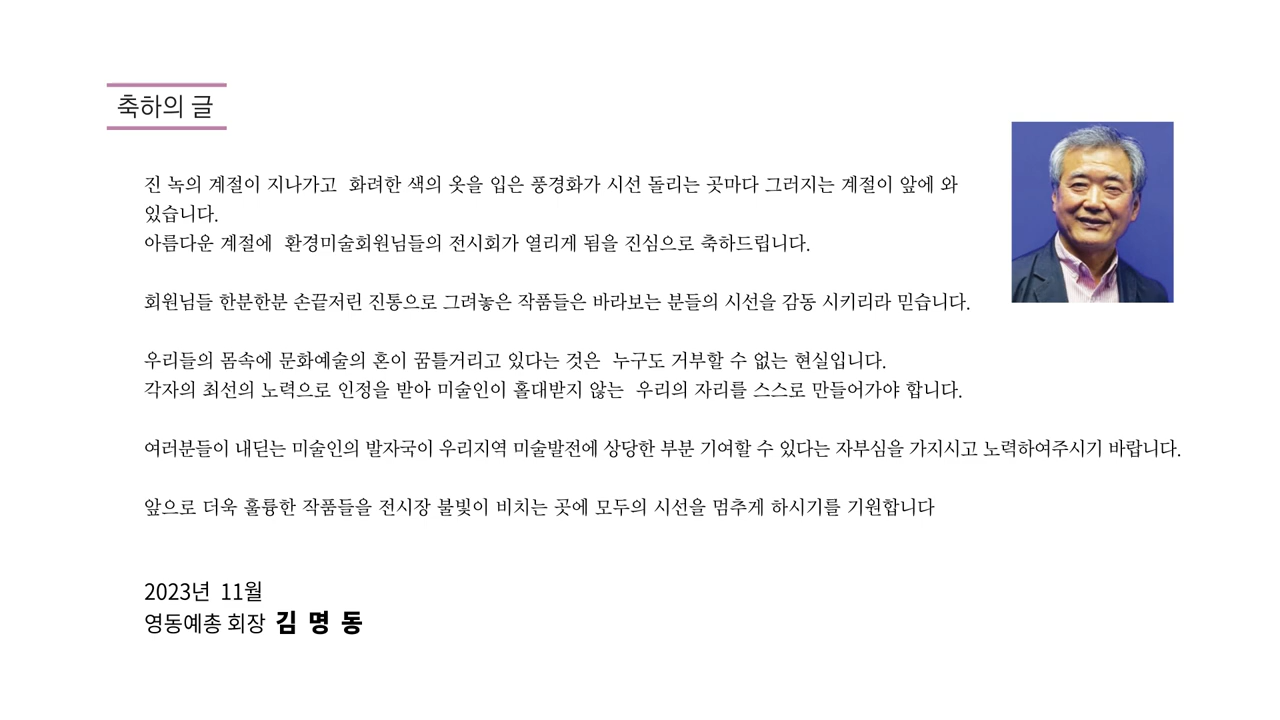 축하의 글
진 녹의 계절이 지나가고 화려한 색의 옷을 입은 풍경화가 시선 돌리는 곳마다 그러지는 계절이 앞에 와
있습니다.
아름다운 계절에 환경미술회원님들의 전시회가 열리게 됨을 진심으로 축하드립니다.
회원님들 한분한분 손끝저린 진통으로 그려놓은 작품들은 바라보는 분들의 시선을 감동 시키리라 믿습니다.
우리들의 몸속에 문화예술의 혼이 꿈틀거리고 있다는 것은 누구도 거부할 수 없는 현실입니다.
각자의 최선의 노력으로 인정을 받아 미술인이 홀대받지 않는 우리의 자리를 스스로 만들어가야 합니다.
여러분들이 내딛는 미술인의 발자국이 우리지역 미술발전에 상당한 부분 기여할 수 있다는 자부심을 가지시고 노력하여주시기 바랍니다.
앞으로 더욱 훌륭한 작품들을 전시장 불빛이 비치는 곳에 모두의 시선을 멈추게 하시기를 기원합니다
2023년 11월
영동예총 회장 김 명 동